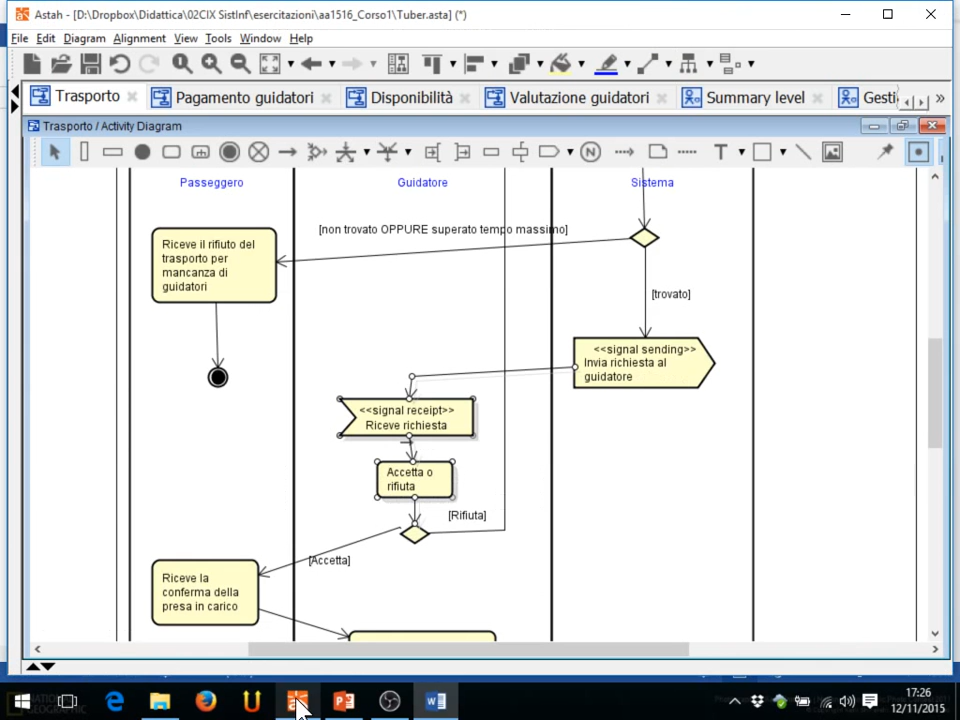 Astah - [D:\Dropbox\Didattica\02CIX SistInf\esercitazioni\aa1516_Corso1\Tuber.asta] (*)
File Edit Diagram Alignment View Tools Window Help
Trasporto Pagamento guidatori Disponibilità Valutazione guidatori Summary level Gesti
Trasporto / Activity Diagram
N T
Passeggero Guidatore Sistema
[non trovato OPPURE superato tempo massimo]
Riceve il rifiuto del
trasporto per
mancanza di
guidatori
[trovato]
<<signal sending>>
Invia richiesta al
guidatore
<<signal receipt>>
Riceve richiesta
Accetta o
rifiuta
[Rifiuta]
[Accetta]
Riceve la
conferma della
presa in carico
17:26
12/11/2015